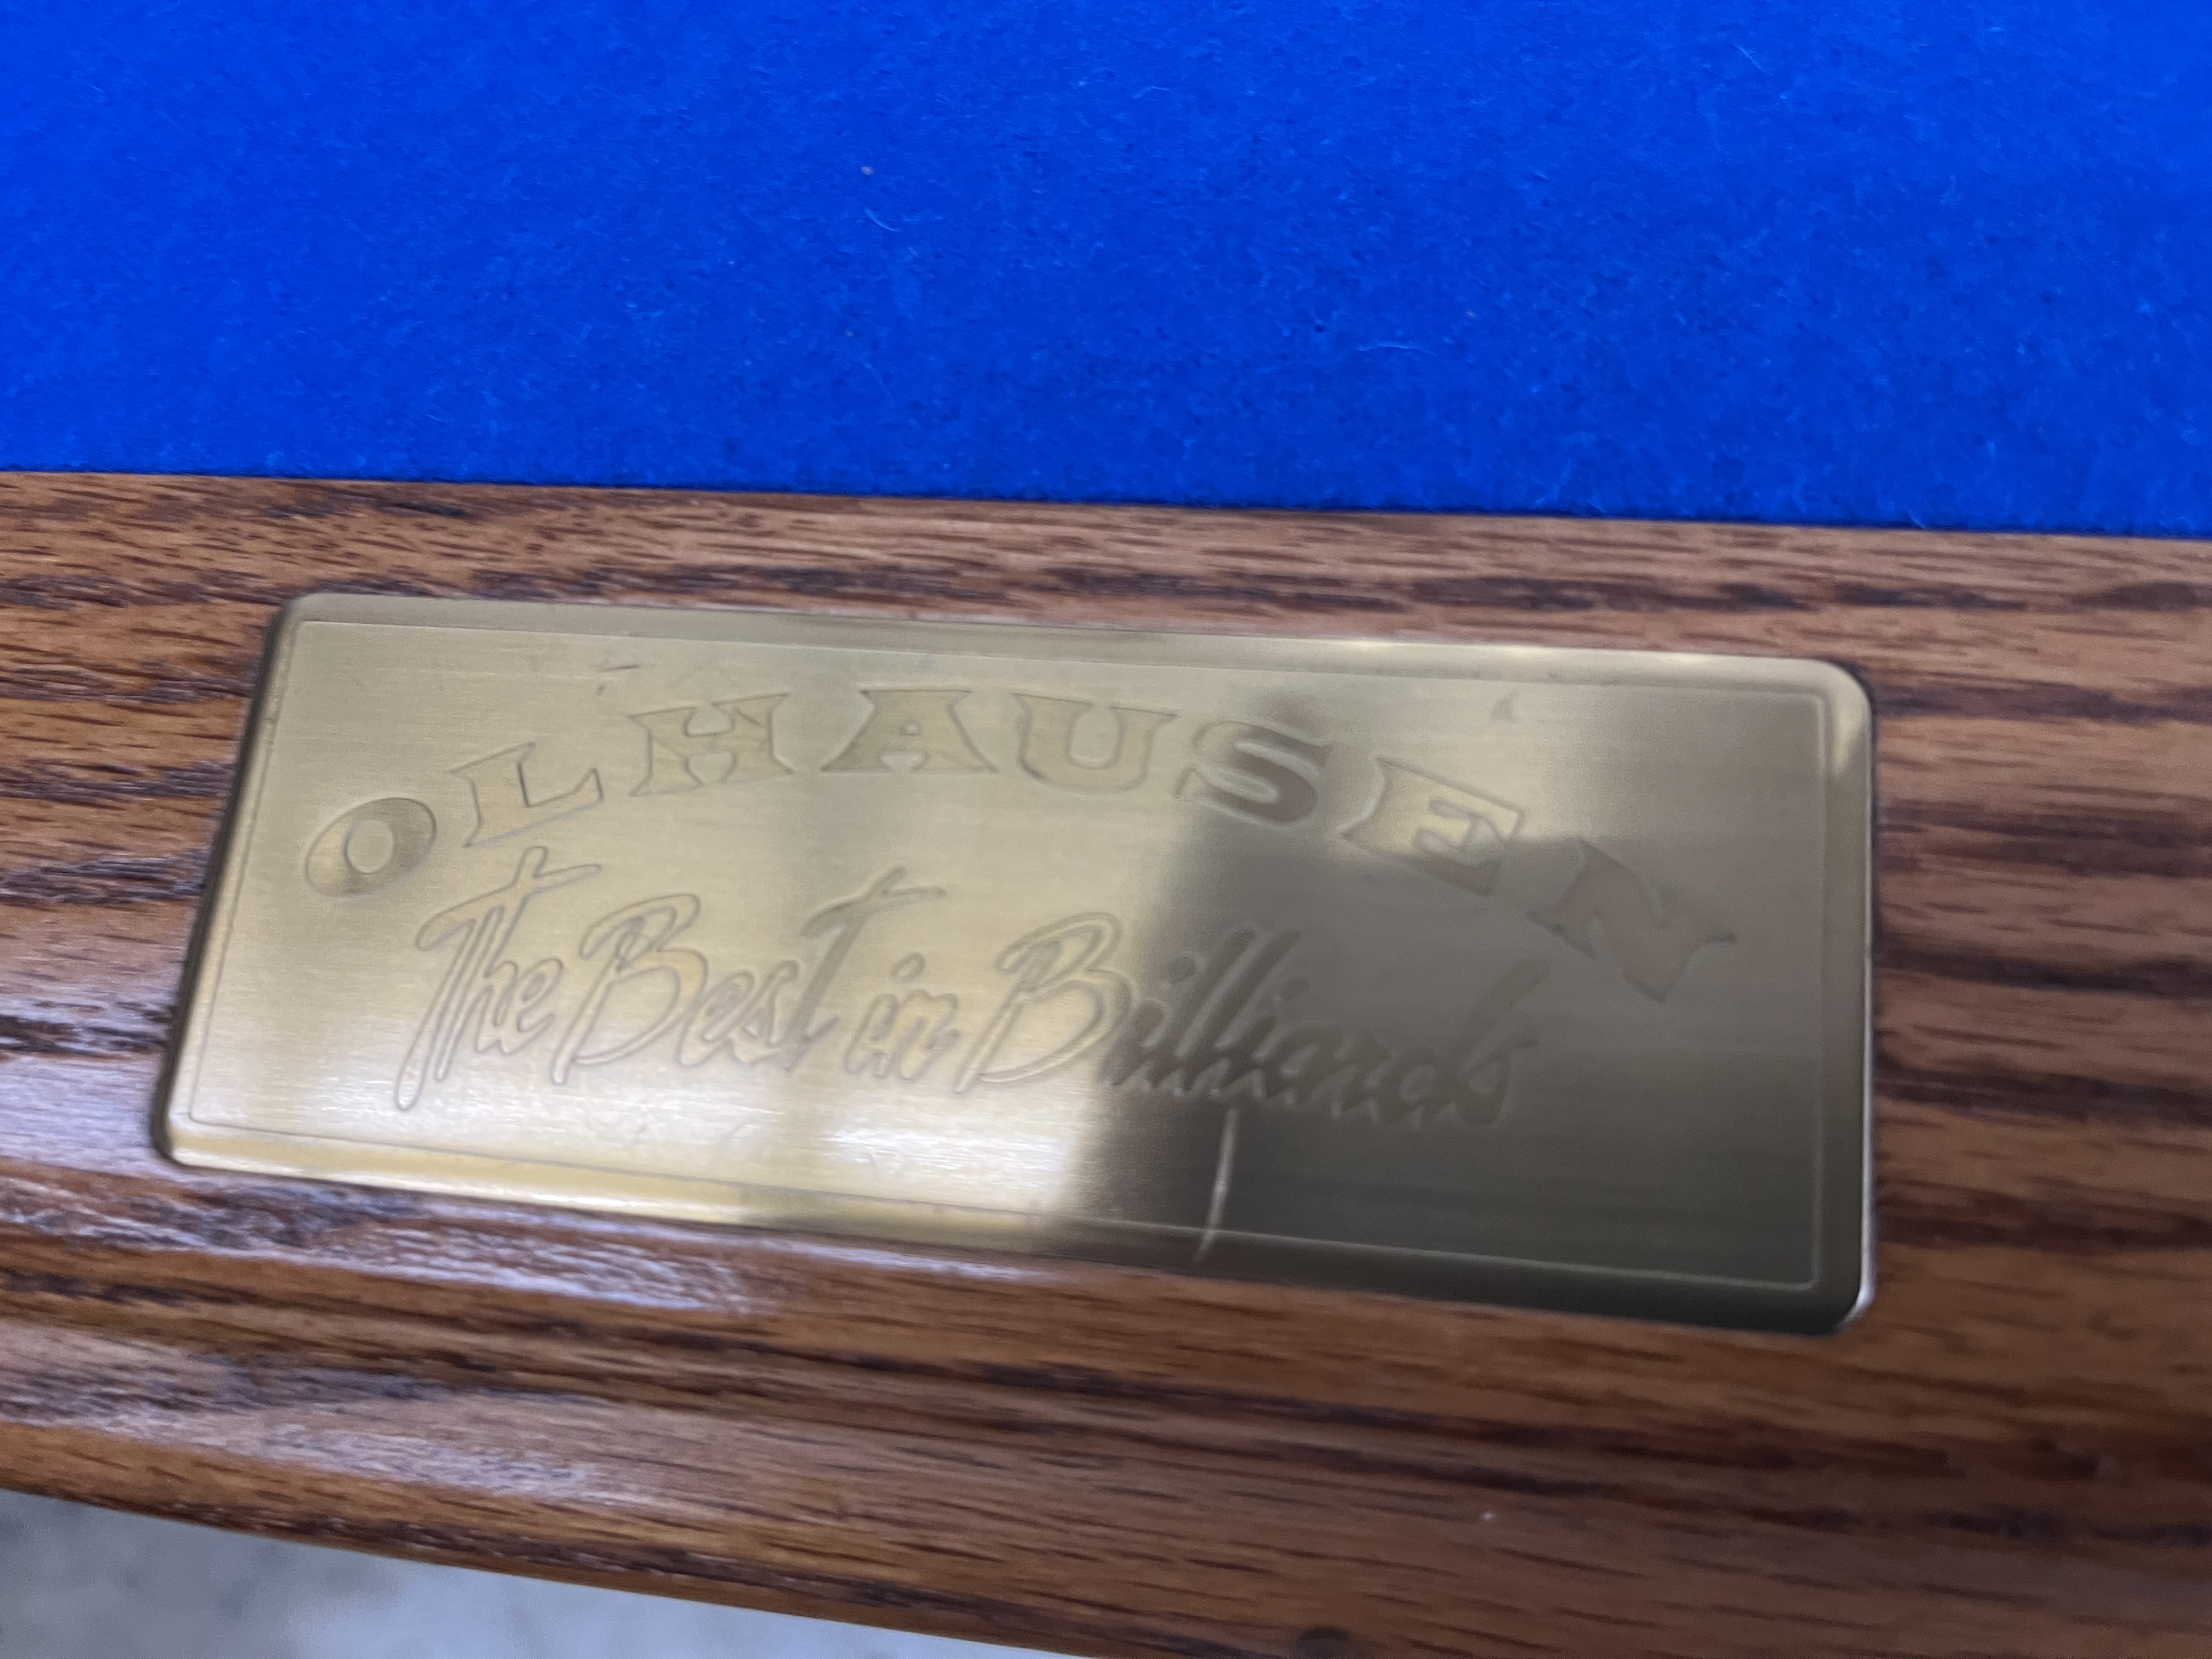 OLHAUSEN
The Best in Billiards